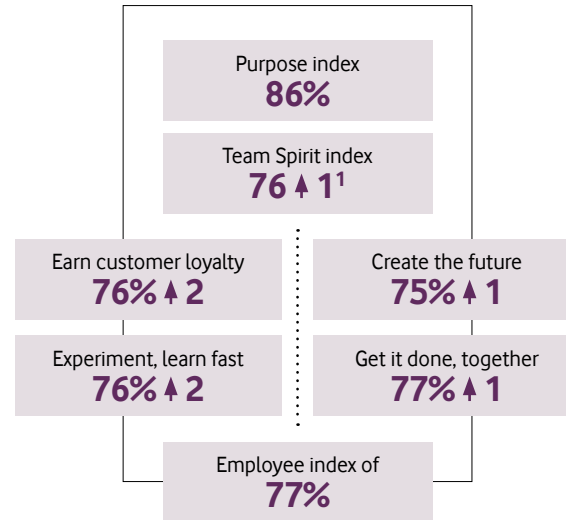 Purpose index
86%
Team Spirit index
76 ↑ 1¹
Earn customer loyalty
76% ↑ 2
Create the future
75% ↑ 1
Experiment, learn fast
76% ↑ 2
Get it done, together
77% ↑ 1
Employee index of
77%